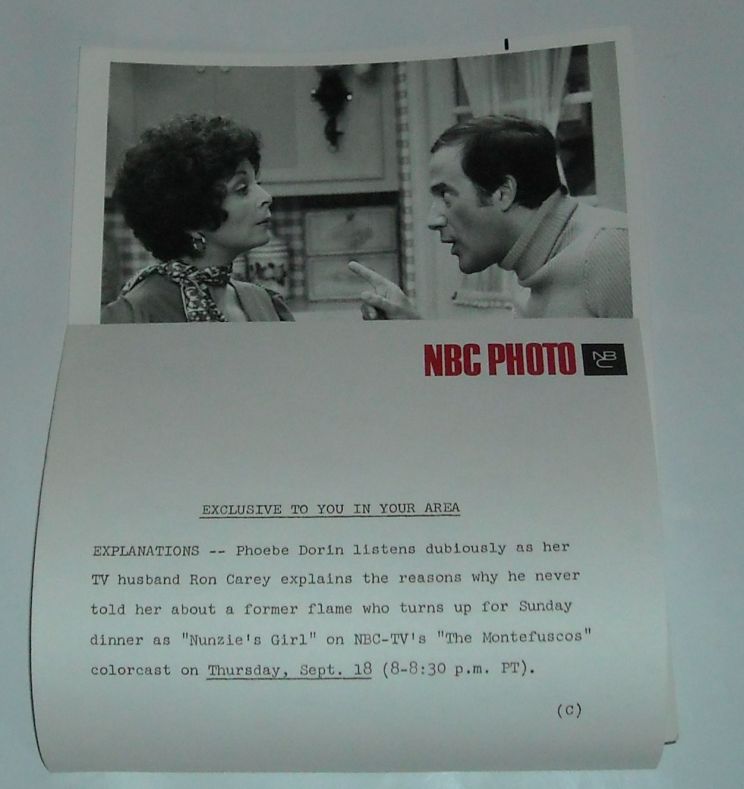 NBC PHOTO NBC
EXCLUSIVE TO YOU IN YOUR AREA
EXPLANATIONS -- Phoebe Dorin listens dubiously as her
TV husband Ron Carey explains the reasons why he never
told her about a former flame who turns up for Sunday
dinner as "Nunzie's Girl" on NBC-TV's "The Montefuscos"
colorcast on Thursday, Sept. 18 (8-8:30 p.m. PT).
(C)